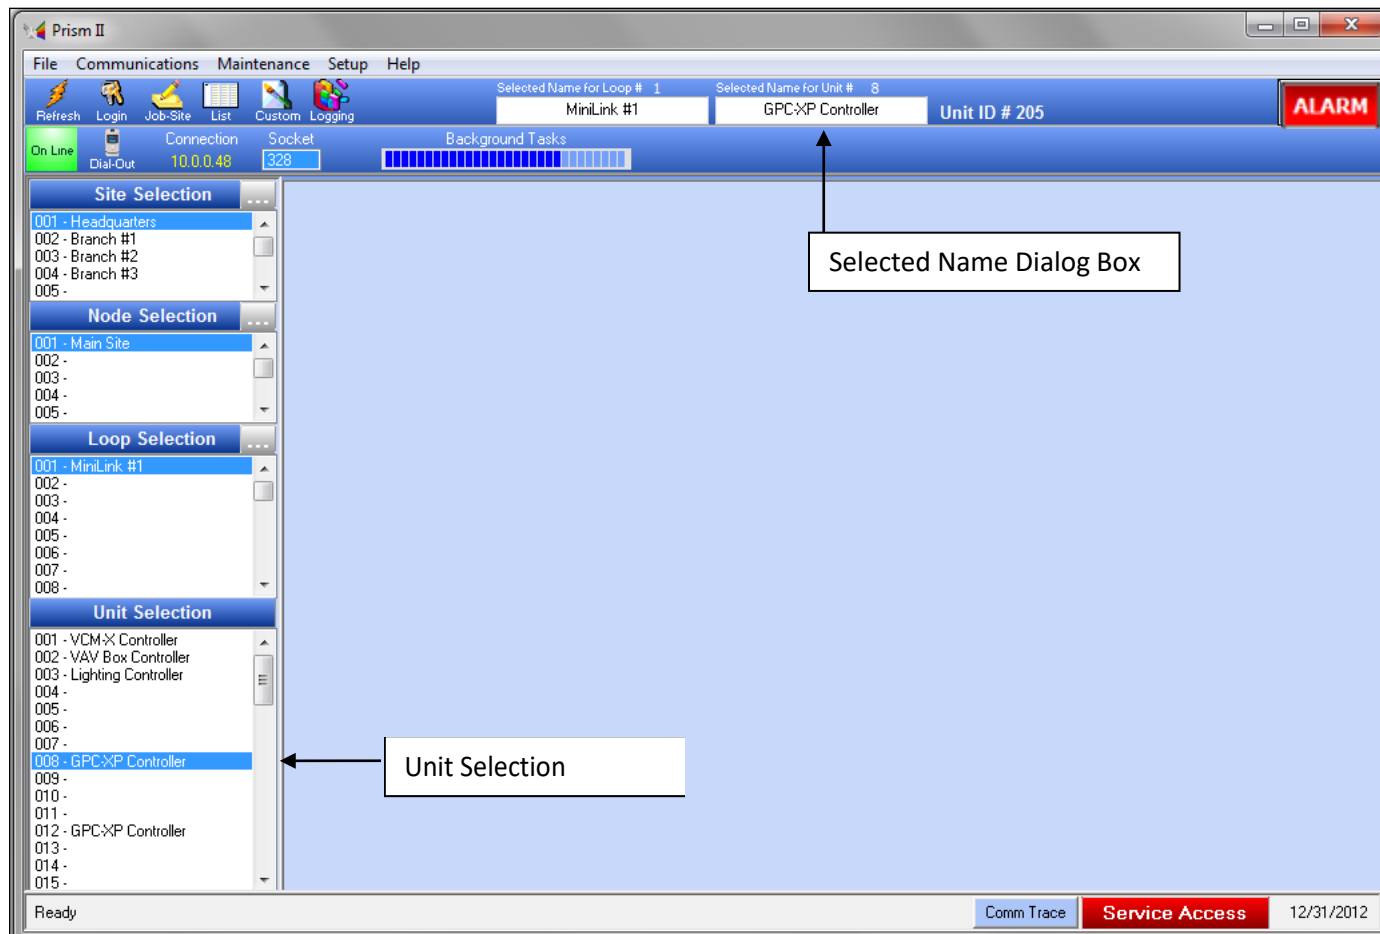 Prism II
File Communications Maintenance Setup Help
Refresh Login Job-Site List Custom Logging
Selected Name for Loop # 1
MiniLink #1
Selected Name for Unit # 8
GPC-XP Controller
Unit ID # 205
ALARM
On Line
Dial-Out
Connection
10.0.0.48
Socket
328
Background Tasks
Site Selection ...
001 - Headquarters
002 - Branch #1
003 - Branch #2
004 - Branch #3
005 -
Node Selection ...
001 - Main Site
002 -
003 -
004 -
005 -
Loop Selection ...
001 - MiniLink #1
002 -
003 -
004 -
005 -
006 -
007 -
008 -
Unit Selection
001 - VCM-X Controller
002 - VAV Box Controller
003 - Lighting Controller
004 -
005 -
006 -
007 -
008 - GPC-XP Controller
009 -
010 -
011 -
012 - GPC-XP Controller
013 -
014 -
015 -
Selected Name Dialog Box
Unit Selection
Ready
Comm Trace
Service Access
12/31/2012